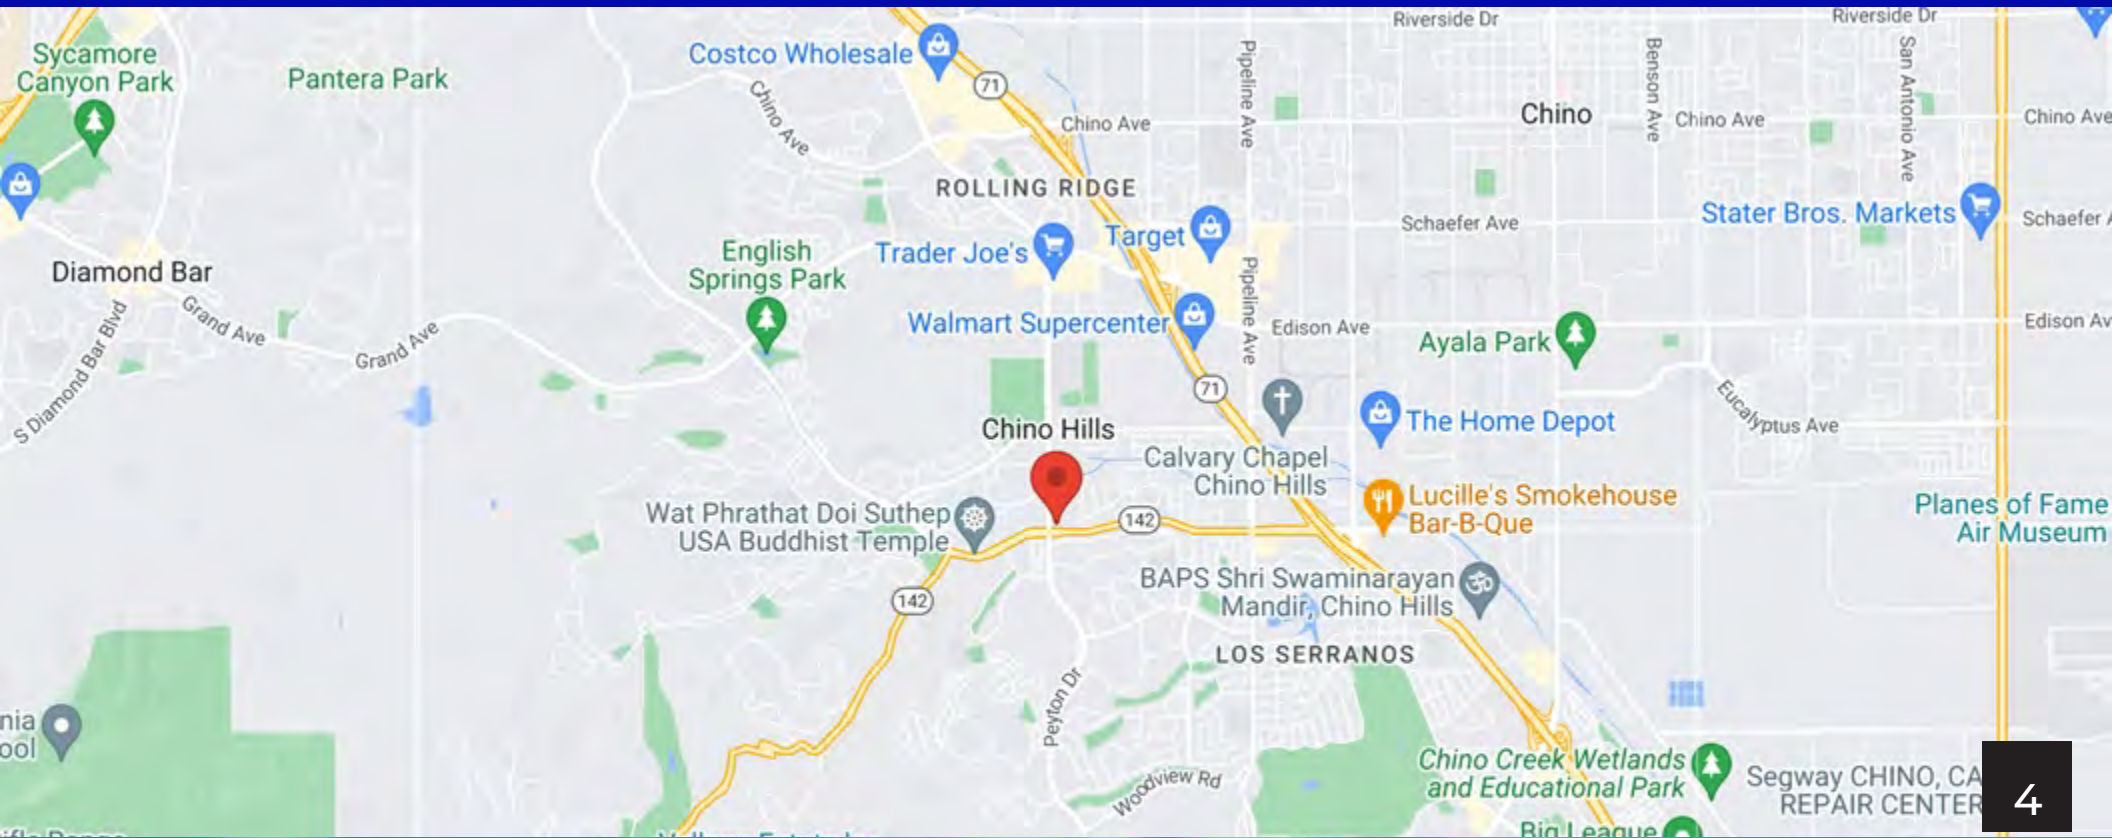 Riverside Dr
Riverside Dr
Sycamore
Canyon Park
Pantera Park
Costco Wholesale
71
Chino Ave
Chino Ave
Pipeline Ave
Chino
Benson Ave
Chino Ave
San Antonio Ave
Chino Ave
ROLLING RIDGE
Stater Bros. Markets
Schaefer Ave
Schaefer A
Target
Trader Joe's
English
Springs Park
Diamond Bar
Grand Ave
Grand Ave
S Diamond Bar Blvd
Walmart Supercenter
Pipeline Ave
Edison Ave
Edison Av
Ayala Park
71
Eucalyptus Ave
The Home Depot
Chino Hills
Calvary Chapel
Chino Hills
Lucille's Smokehouse
Bar-B-Que
Planes of Fame
Air Museum
Wat Phrathat Doi Suthep
USA Buddhist Temple
142
142
BAPS Shri Swaminarayan
Mandir, Chino Hills
LOS SERRANOS
Peyton Dr
Woodview Rd
nia
ool
Chino Creek Wetlands
and Educational Park
Segway CHINO, CA
REPAIR CENTER
4
Big League